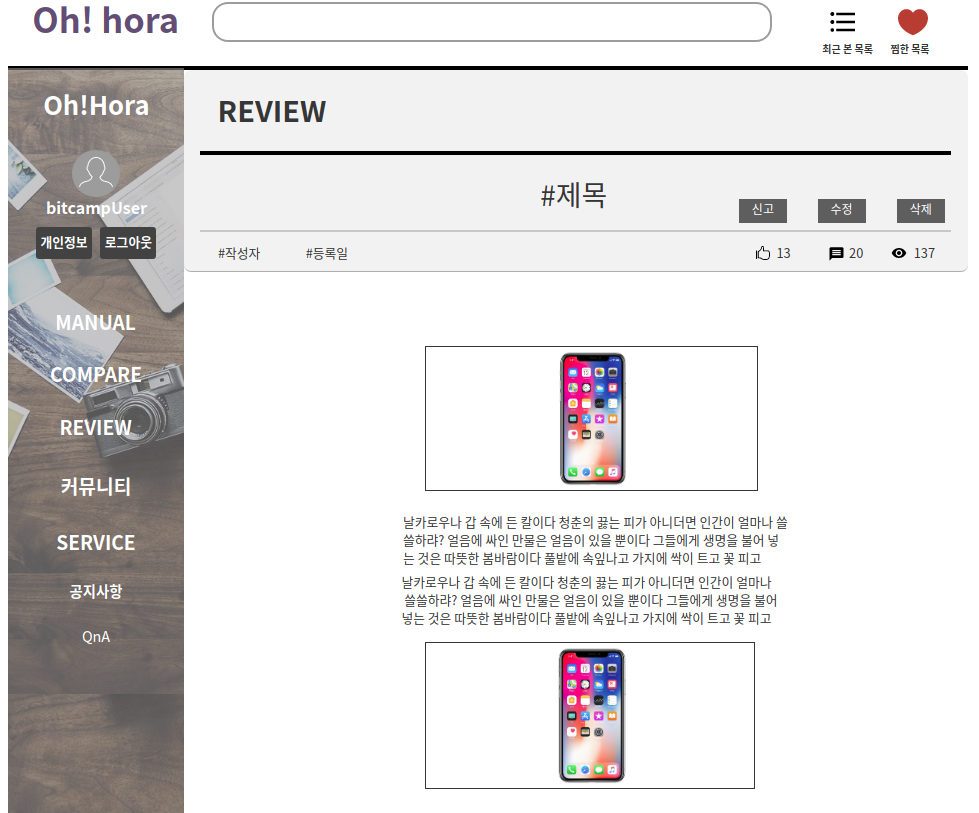 Oh! hora
최근 본 목록
찜한 목록
Oh!Hora
bitcampUser
개인정보
로그아웃
MANUAL
COMPARE
REVIEW
커뮤니티
SERVICE
공지사항
QnA
REVIEW
#제목
신고
수정
삭제
#작성자
#등록일
13
20
137
날카로우나 갑 속에 든 칼이다 청춘의 끓는 피가 아니더면 인간이 얼마나 쓸
쓸하랴? 얼음에 싸인 만물은 얼음이 있을 뿐이다 그들에게 생명을 불어 넣
는 것은 따뜻한 봄바람이다 풀밭에 속잎나고 가지에 싹이 트고 꽃 피고
날카로우나 갑 속에 든 칼이다 청춘의 끓는 피가 아니더면 인간이 얼마나
쓸쓸하랴? 얼음에 싸인 만물은 얼음이 있을 뿐이다 그들에게 생명을 불어
넣는 것은 따뜻한 봄바람이다 풀밭에 속잎나고 가지에 싹이 트고 꽃 피고